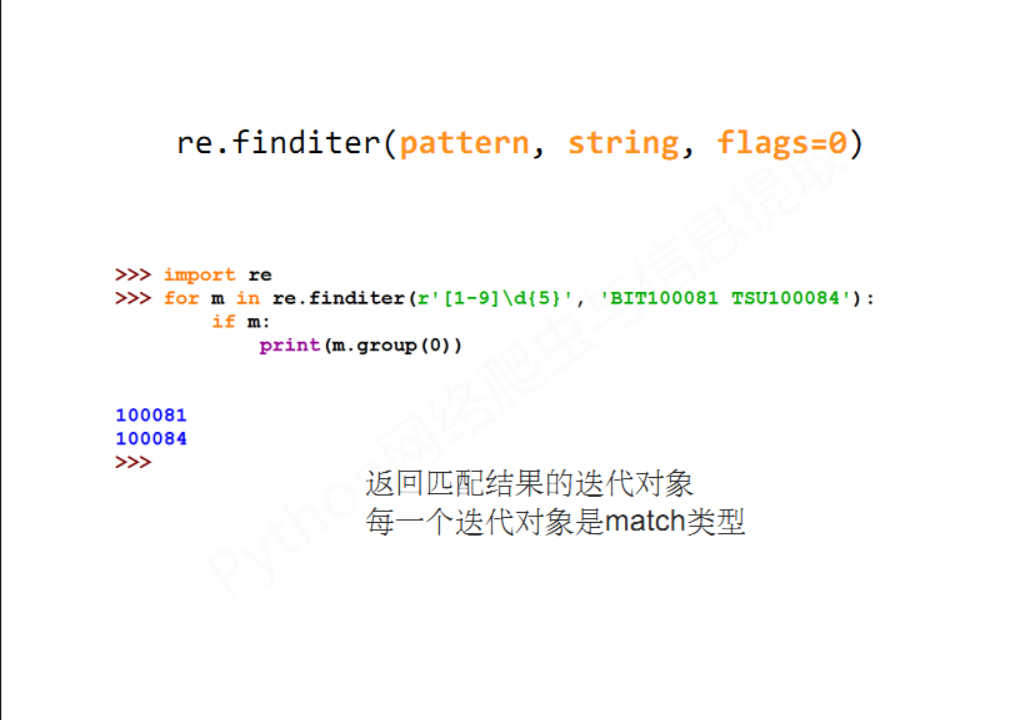 re.finditer(pattern, string, flags=0)
>>> import re
>>> for m in re.finditer(r'[1-9]\d{5}', 'BIT100081 TSU100084'):
        if m:
            print(m.group(0))
100081
100084
>>>
返回匹配结果的迭代对象
每一个迭代对象是match类型
Python网络爬虫与信息提取